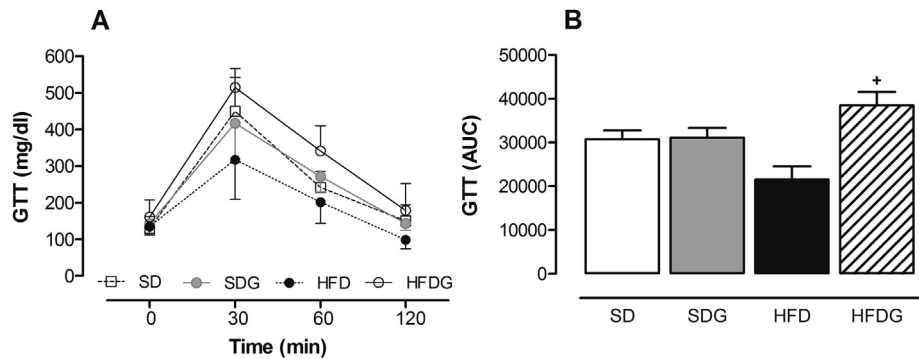 A
GTT (mg/dl)
600
500
400
300
200
100
0
SD SDG HFD HFDG
0 30 60 120
Time (min)
B
GTT (AUC)
50000
40000
30000
20000
10000
0
+
SD SDG HFD HFDG